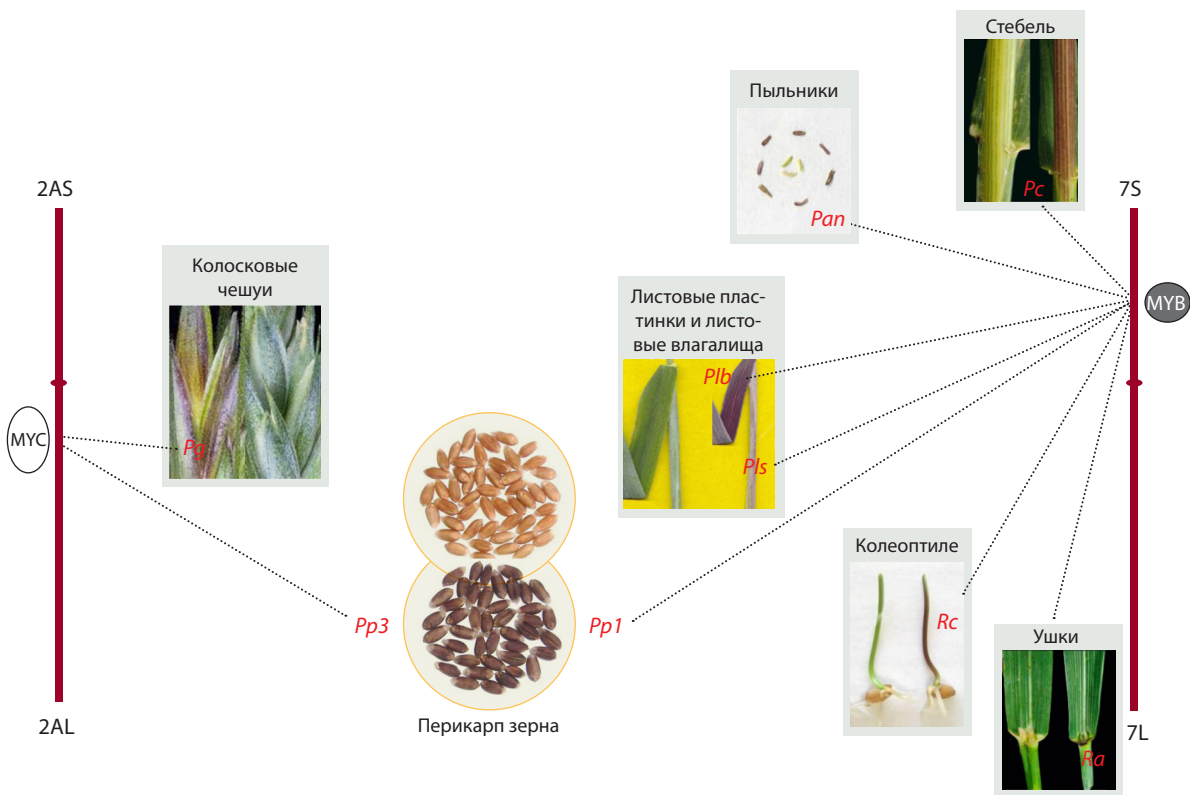 Стебель
Pc
Пыльники
Pan
2AS
7S
Колосковые
чешуи
Pg
Листовые плас-
тинки и листо-
вые влагалища
Plb
Pls
MYB
MYC
Колеоптиле
Rc
Pp3
Pp1
Ушки
Ra
Перикарп зерна
2AL
7L